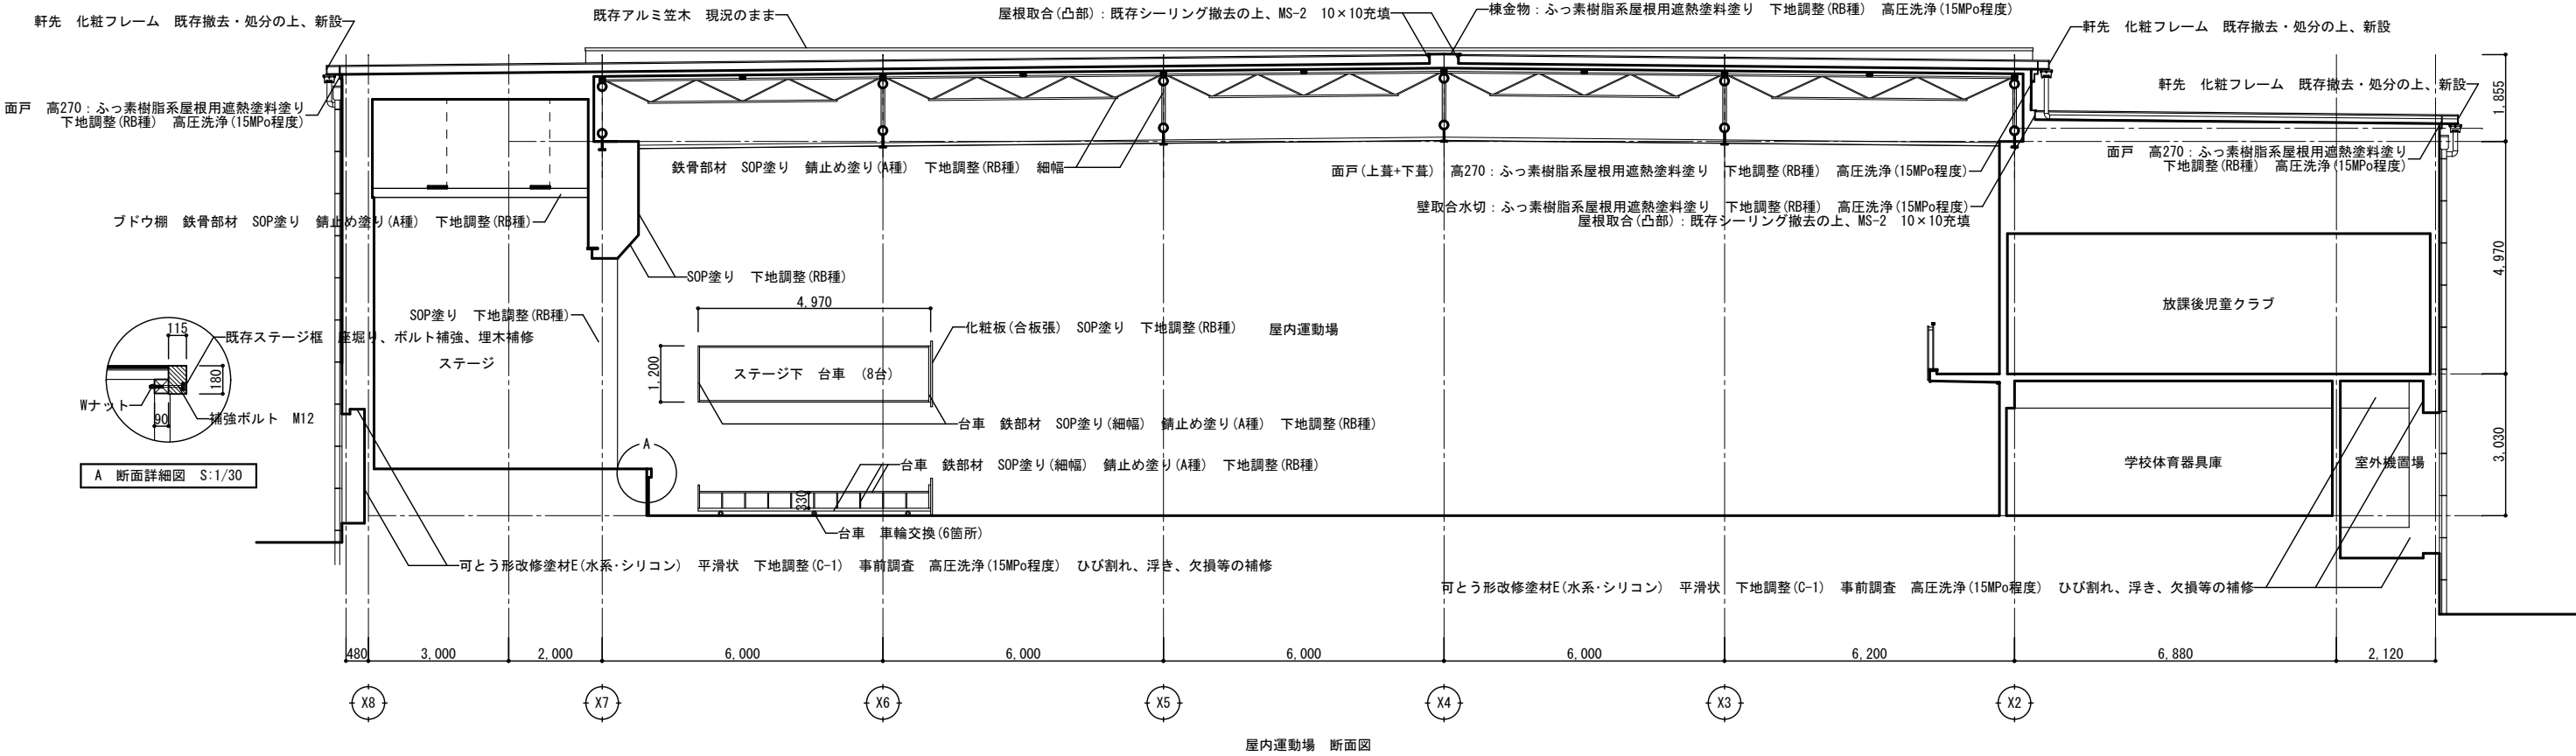 軒先　化粧フレーム　既存撤去・処分の上、新設
既存アルミ笠木　現況のまま
屋根取合(凸部)：既存シーリング撤去の上、MS-2　10×10充填
棟金物：ふっ素樹脂系屋根用遮熱塗料塗り　下地調整(RB種)　高圧洗浄(15MPo程度)
軒先　化粧フレーム　既存撤去・処分の上、新設
軒先　化粧フレーム　既存撤去・処分の上、新設
1,855
面戸　高270：ふっ素樹脂系屋根用遮熱塗料塗り
下地調整(RB種)　高圧洗浄(15MPo程度)
鉄骨部材　SOP塗り　錆止め塗り(A種)　下地調整(RB種)　細幅
面戸(上葺+下葺)　高270：ふっ素樹脂系屋根用遮熱塗料塗り　下地調整(RB種)　高圧洗浄(15MPo程度)
面戸　高270：ふっ素樹脂系屋根用遮熱塗料塗り
下地調整(RB種)　高圧洗浄(15MPo程度)
壁取合水切：ふっ素樹脂系屋根用遮熱塗料塗り　下地調整(RB種)　高圧洗浄(15MPo程度)
屋根取合(凸部)：既存シーリング撤去の上、MS-2　10×10充填
ブドウ棚　鉄骨部材　SOP塗り　錆止め塗り(A種)　下地調整(RB種)
SOP塗り　下地調整(RB種)
4,970
4,970
放課後児童クラブ
SOP塗り　下地調整(RB種)
化粧板(合板張)　SOP塗り　下地調整(RB種)
屋内運動場
115
既存ステージ框　座堀り、ボルト補強、埋木補修
ステージ
1,200
ステージ下　台車　(8台)
180
Wナット
90
補強ボルト　M12
台車　鉄部材　SOP塗り(細幅)　錆止め塗り(A種)　下地調整(RB種)
A
台車　鉄部材　SOP塗り(細幅)　錆止め塗り(A種)　下地調整(RB種)
学校体育器具庫
室外機置場
3,030
A　断面詳細図　S:1/30
330
台車　車輪交換(6箇所)
可とう形改修塗材E(水系･シリコン)　平滑状　下地調整(C-1)　事前調査　高圧洗浄(15MPo程度)　ひび割れ、浮き、欠損等の補修
可とう形改修塗材E(水系･シリコン)　平滑状　下地調整(C-1)　事前調査　高圧洗浄(15MPo程度)　ひび割れ、浮き、欠損等の補修
480　3,000　2,000　6,000　6,000　6,000　6,000　6,200　6,880　2,120
X8　X7　X6　X5　X4　X3　X2
屋内運動場　断面図